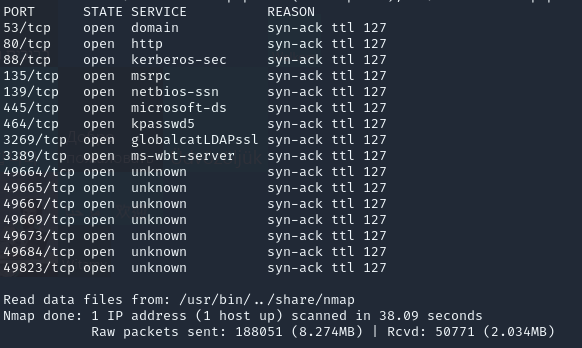 PORT      STATE SERVICE          REASON
53/tcp    open  domain           syn-ack ttl 127
80/tcp    open  http             syn-ack ttl 127
88/tcp    open  kerberos-sec     syn-ack ttl 127
135/tcp   open  msrpc            syn-ack ttl 127
139/tcp   open  netbios-ssn      syn-ack ttl 127
445/tcp   open  microsoft-ds     syn-ack ttl 127
464/tcp   open  kpasswd5         syn-ack ttl 127
3269/tcp  open  globalcatLDAPssl syn-ack ttl 127
3389/tcp  open  ms-wbt-server    syn-ack ttl 127
49664/tcp open  unknown          syn-ack ttl 127
49665/tcp open  unknown          syn-ack ttl 127
49667/tcp open  unknown          syn-ack ttl 127
49669/tcp open  unknown          syn-ack ttl 127
49673/tcp open  unknown          syn-ack ttl 127
49684/tcp open  unknown          syn-ack ttl 127
49823/tcp open  unknown          syn-ack ttl 127
Read data files from: /usr/bin/../share/nmap
Nmap done: 1 IP address (1 host up) scanned in 38.09 seconds
Raw packets sent: 188051 (8.274MB) | Rcvd: 50771 (2.034MB)